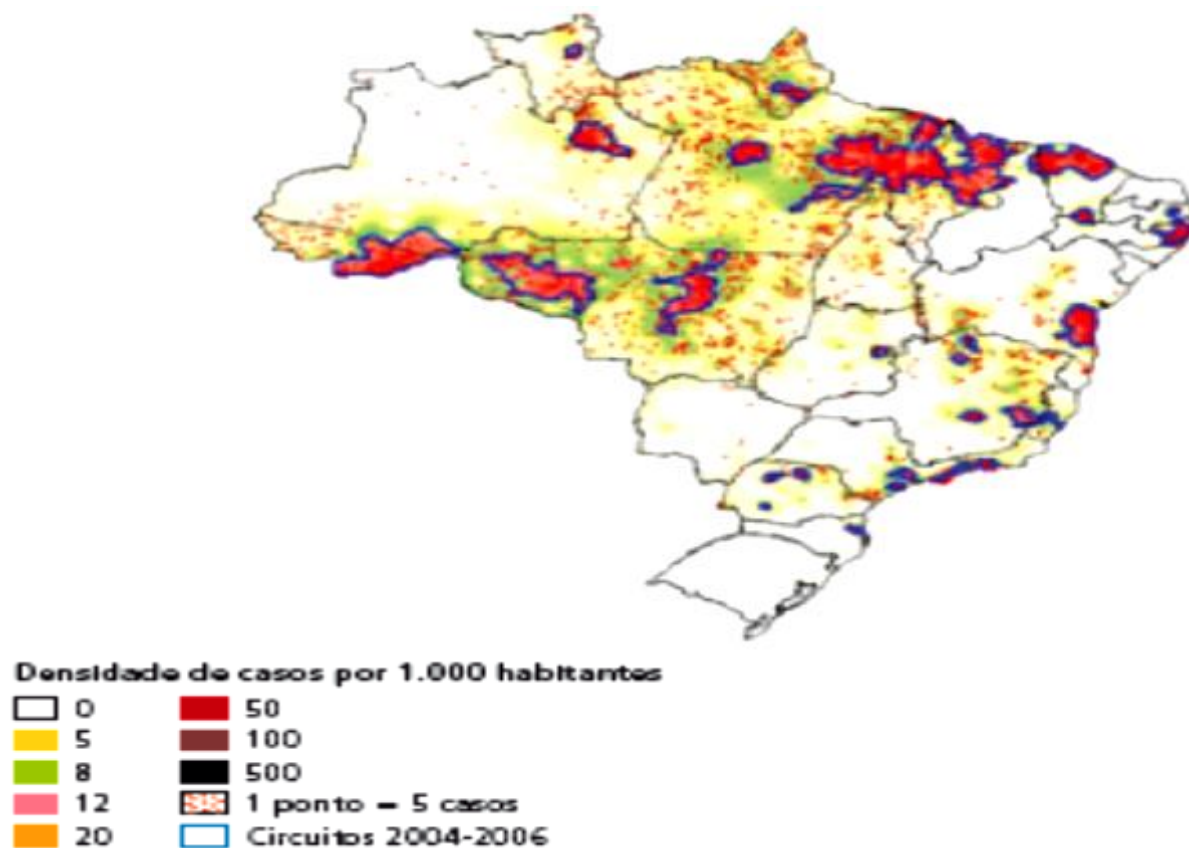 Densidade de casos por 1.000 habitantes
0 50
5 100
8 500
12 1 ponto = 5 casos
20 Circuitos 2004-2006